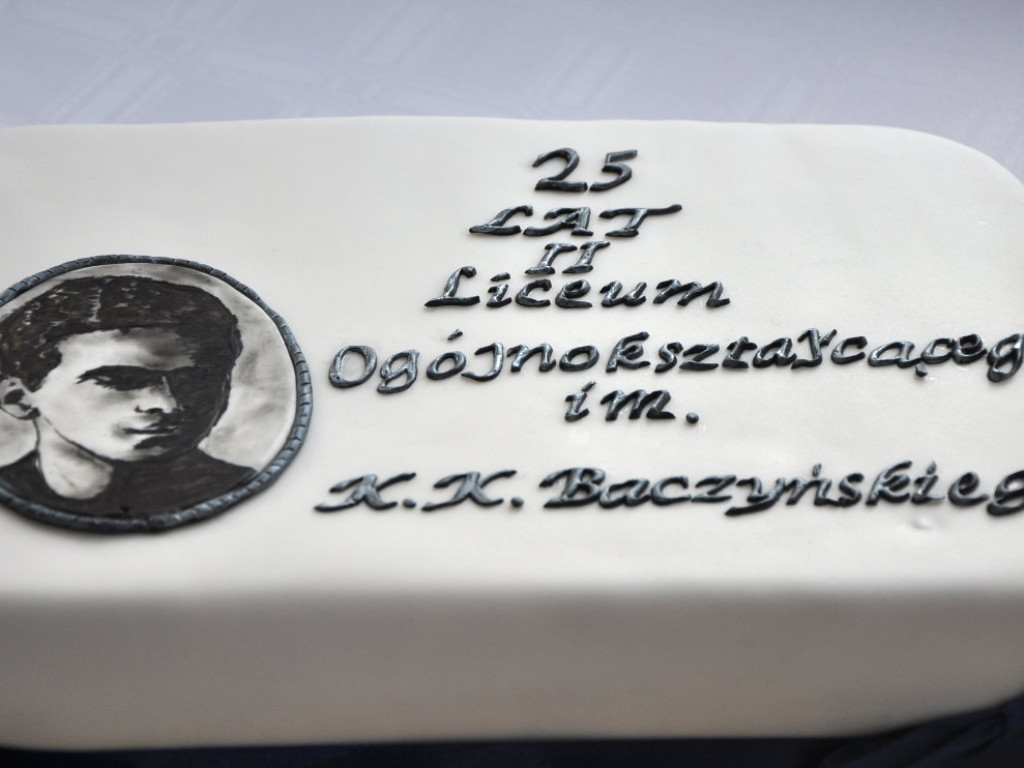 25
LAT
II
Liceum
Ogólnokształcąceg
im.
K. K. Baczyńskieg